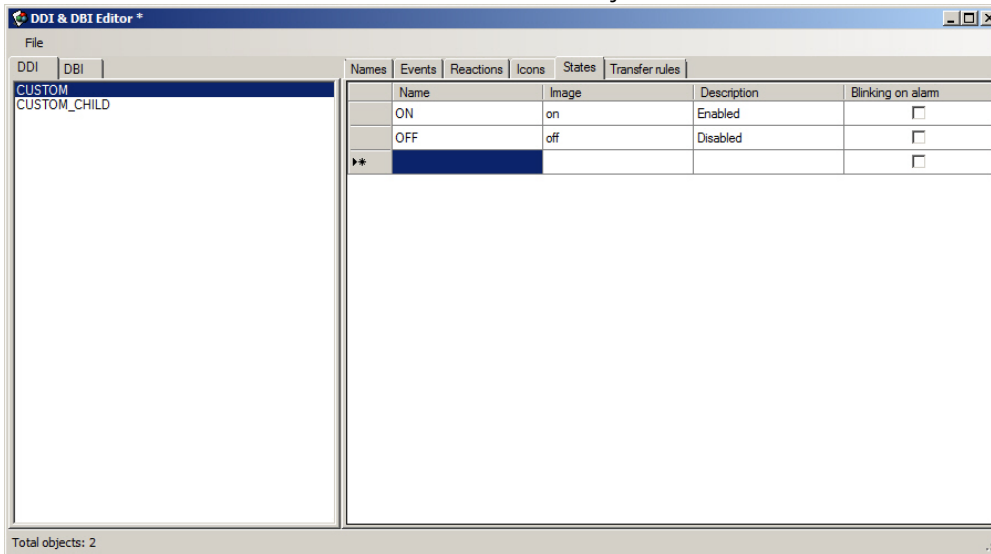 DDI & DBI Editor *
File
DDI DBI
CUSTOM
CUSTOM_CHILD
Names Events Reactions Icons States Transfer rules
Name Image Description Blinking on alarm
ON on Enabled
OFF off Disabled
Total objects: 2